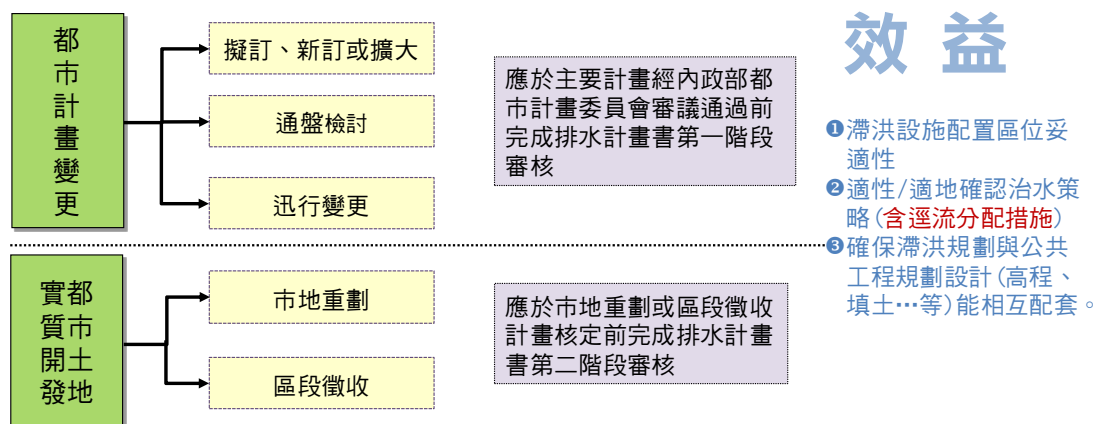 都市計畫變更
擬訂、新訂或擴大
通盤檢討
迅行變更
應於主要計畫經內政部都
市計畫委員會審議通過前
完成排水計畫書第一階段
審核
都市土地
實質開發
市地重劃
區段徵收
應於市地重劃或區段徵收
計畫核定前完成排水計畫
書第二階段審核
效益
❶滯洪設施配置區位妥
適性
❷適性/適地確認治水策
略(含逕流分配措施)
❸確保滯洪規劃與公共
工程規劃設計(高程、
填土…等)能相互配套。